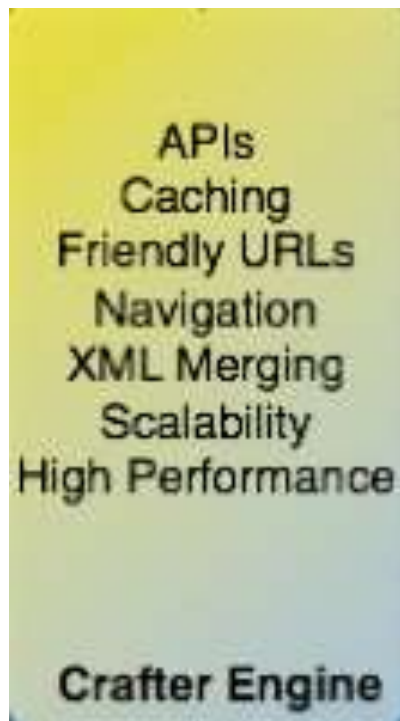 APIs
Caching
Friendly URLs
Navigation
XML Merging
Scalability
High Performance
Crafter Engine